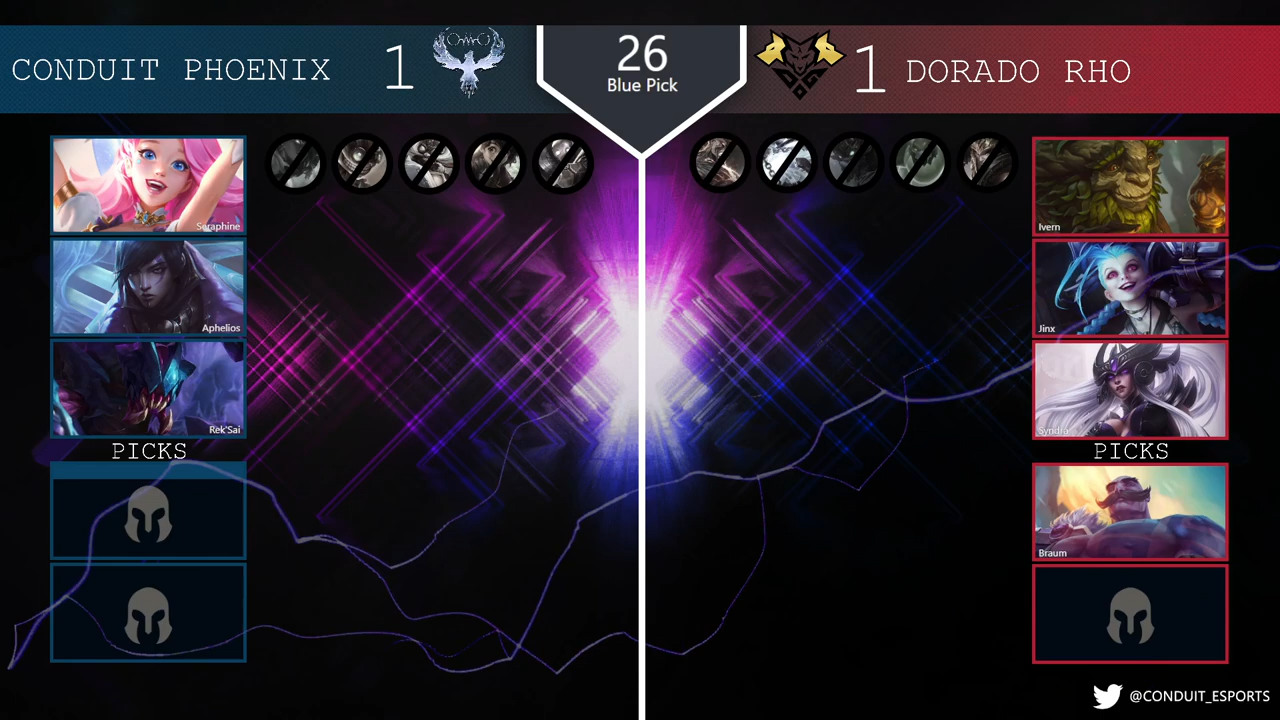 CONDUIT PHOENIX
1
26
Blue Pick
1
DORADO RHO
Seraphine
Aphelios
Rek'Sai
PICKS
Ivern
Jinx
Syndra
PICKS
Braum
@CONDUIT_ESPORTS